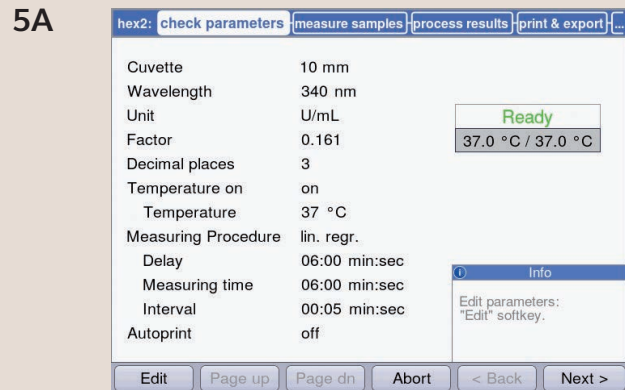 5A
hex2: check parameters measure samples process results print & export ...
Cuvette 10 mm
Wavelength 340 nm
Unit U/mL
Factor 0.161
Decimal places 3
Temperature on on
Temperature 37 °C
Measuring Procedure lin. regr.
Delay 06:00 min:sec
Measuring time 06:00 min:sec
Interval 00:05 min:sec
Autoprint off
Ready
37.0 °C / 37.0 °C
Info
Edit parameters:
"Edit" softkey.
Edit Page up Page dn Abort < Back Next >